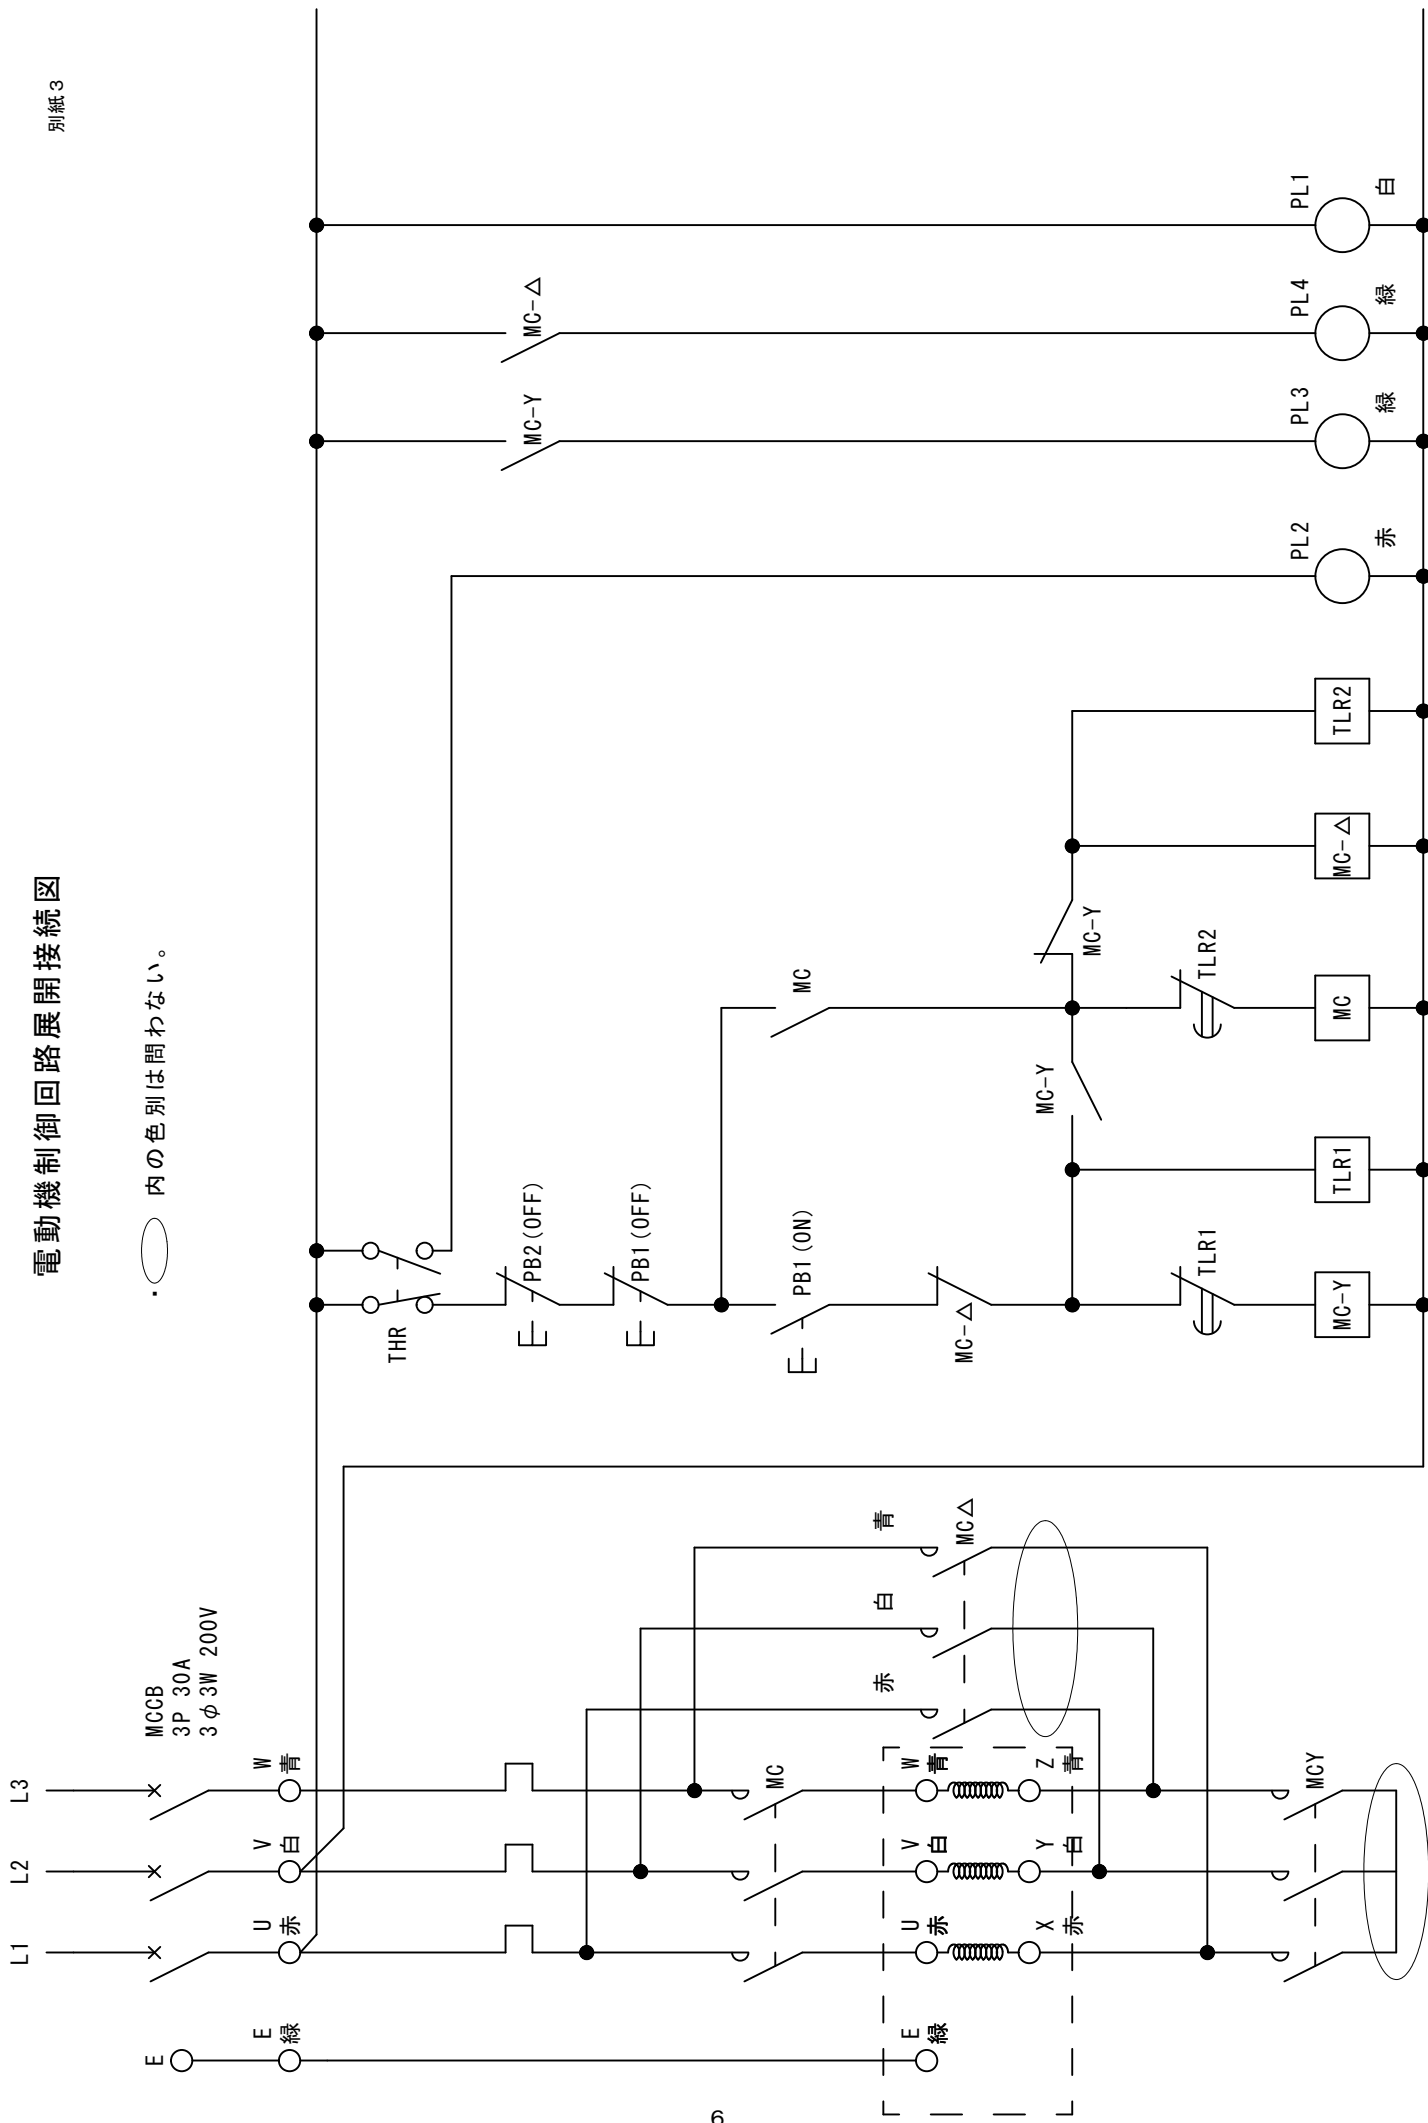 別紙３
電動機制御回路展開接続図
・ 内の色別は問わない。
L1
L2
L3
MCCB
3P 30A
3φ3W 200V
E
E
緑
U
赤
V
白
W
青
MC
赤
白
青
MC△
E
緑
U
赤
V
白
W
青
X
赤
Y
白
Z
青
MCY
THR
PB2(OFF)
PB1(OFF)
PB1(ON)
MC
MC-△
MC-Y
MC-Y
TLR1
TLR2
MC-Y
TLR1
MC
MC-△
TLR2
MC-Y
MC-△
PL2
赤
PL3
緑
PL4
緑
PL1
白
6